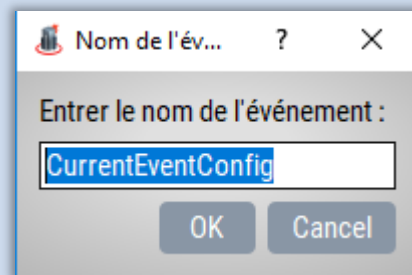 Nom de l'év... ?
Entrer le nom de l'événement :
CurrentEventConfig
OK Cancel